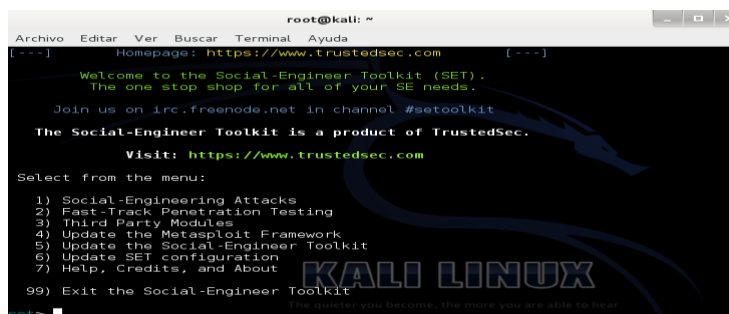 root@kali: ~
Archivo Editar Ver Buscar Terminal Ayuda
[---] Homepage: https://www.trustedsec.com [---]
Welcome to the Social-Engineer Toolkit (SET).
The one stop shop for all of your SE needs.
Join us on irc.freenode.net in channel #setoolkit
The Social-Engineer Toolkit is a product of TrustedSec.
Visit: https://www.trustedsec.com
Select from the menu:
1) Social-Engineering Attacks
2) Fast-Track Penetration Testing
3) Third Party Modules
4) Update the Metasploit Framework
5) Update the Social-Engineer Toolkit
6) Update SET configuration
7) Help, Credits, and About
KALI LINUX
99) Exit the Social-Engineer Toolkit
The quieter you become, the more you are able to hear.
set>